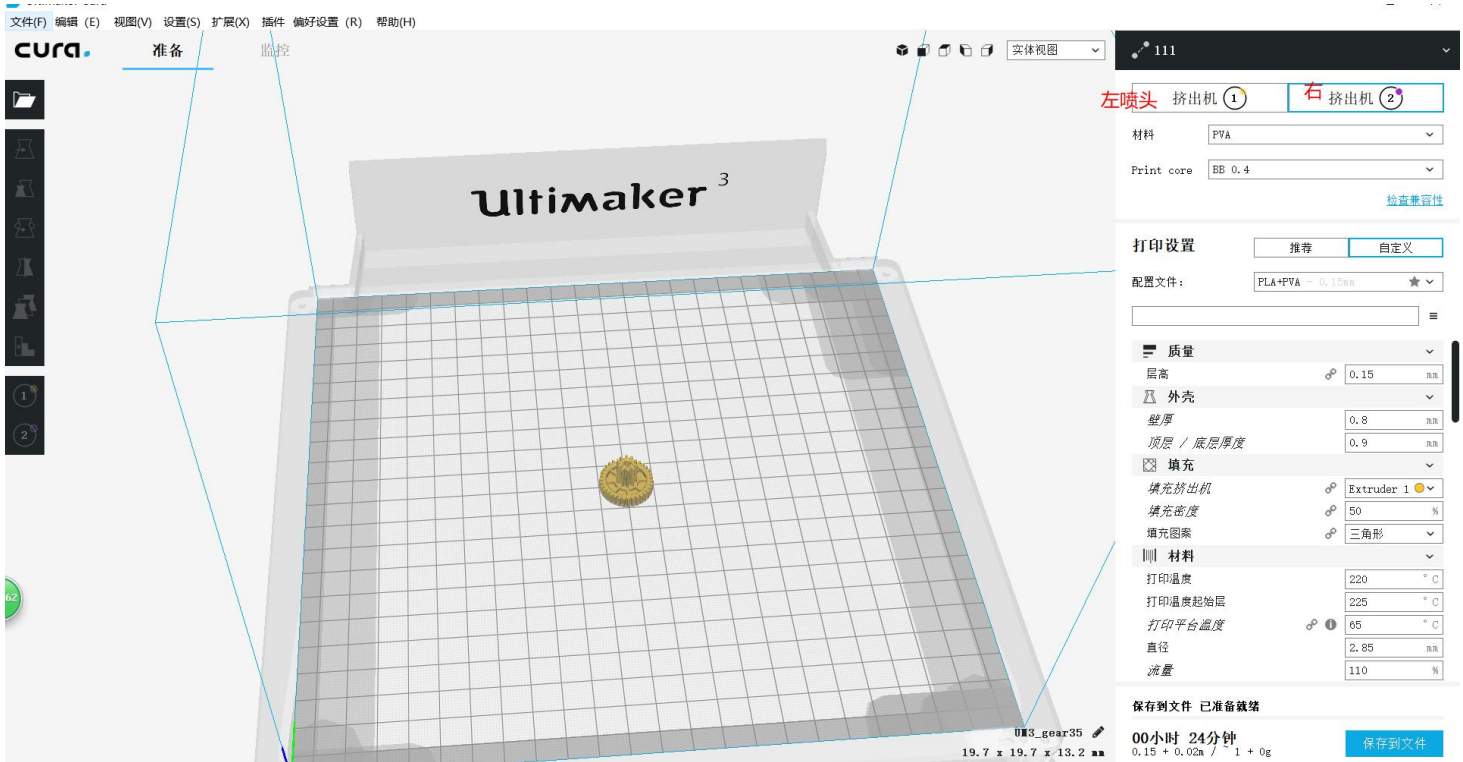 文件(F) 编辑 (E) 视图(V) 设置(S) 扩展(X) 插件 偏好设置 (R) 帮助(H)
cura. 准备 监控 实体视图
111
左喷头 挤出机 1 右 挤出机 2
材料 PVA
Print core BB 0.4
检查兼容性
打印设置 推荐 自定义
配置文件: PLA+PVA - 0.15mm
质量
层高 0.15 mm
外壳
壁厚 0.8 mm
顶层 / 底层厚度 0.9 mm
填充
填充挤出机 Extruder 1
填充密度 50 %
填充图案 三角形
材料
打印温度 220 °C
打印温度起始层 225 °C
打印平台温度 65 °C
直径 2.85 mm
流量 110 %
保存到文件 已准备就绪
00小时 24分钟
0.15 + 0.02m / ~ 1 + 0g
保存到文件
Ultimaker 3
1
2
62
UM3_gear35
19.7 x 19.7 x 13.2 mm